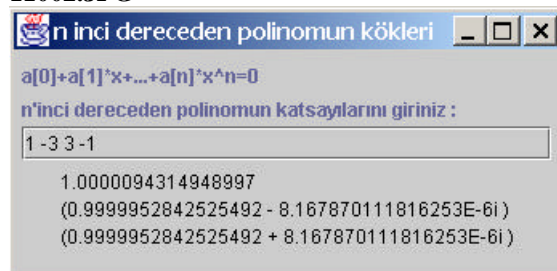 n inci dereceden polinomun kökleri
a[0]+a[1]*x+...+a[n]*x^n=0
n'inci dereceden polinomun katsayılarını giriniz :
1 -3 3 -1
1.0000094314948997
(0.9999952842525492 - 8.167870111816253E-6i )
(0.9999952842525492 + 8.167870111816253E-6i )